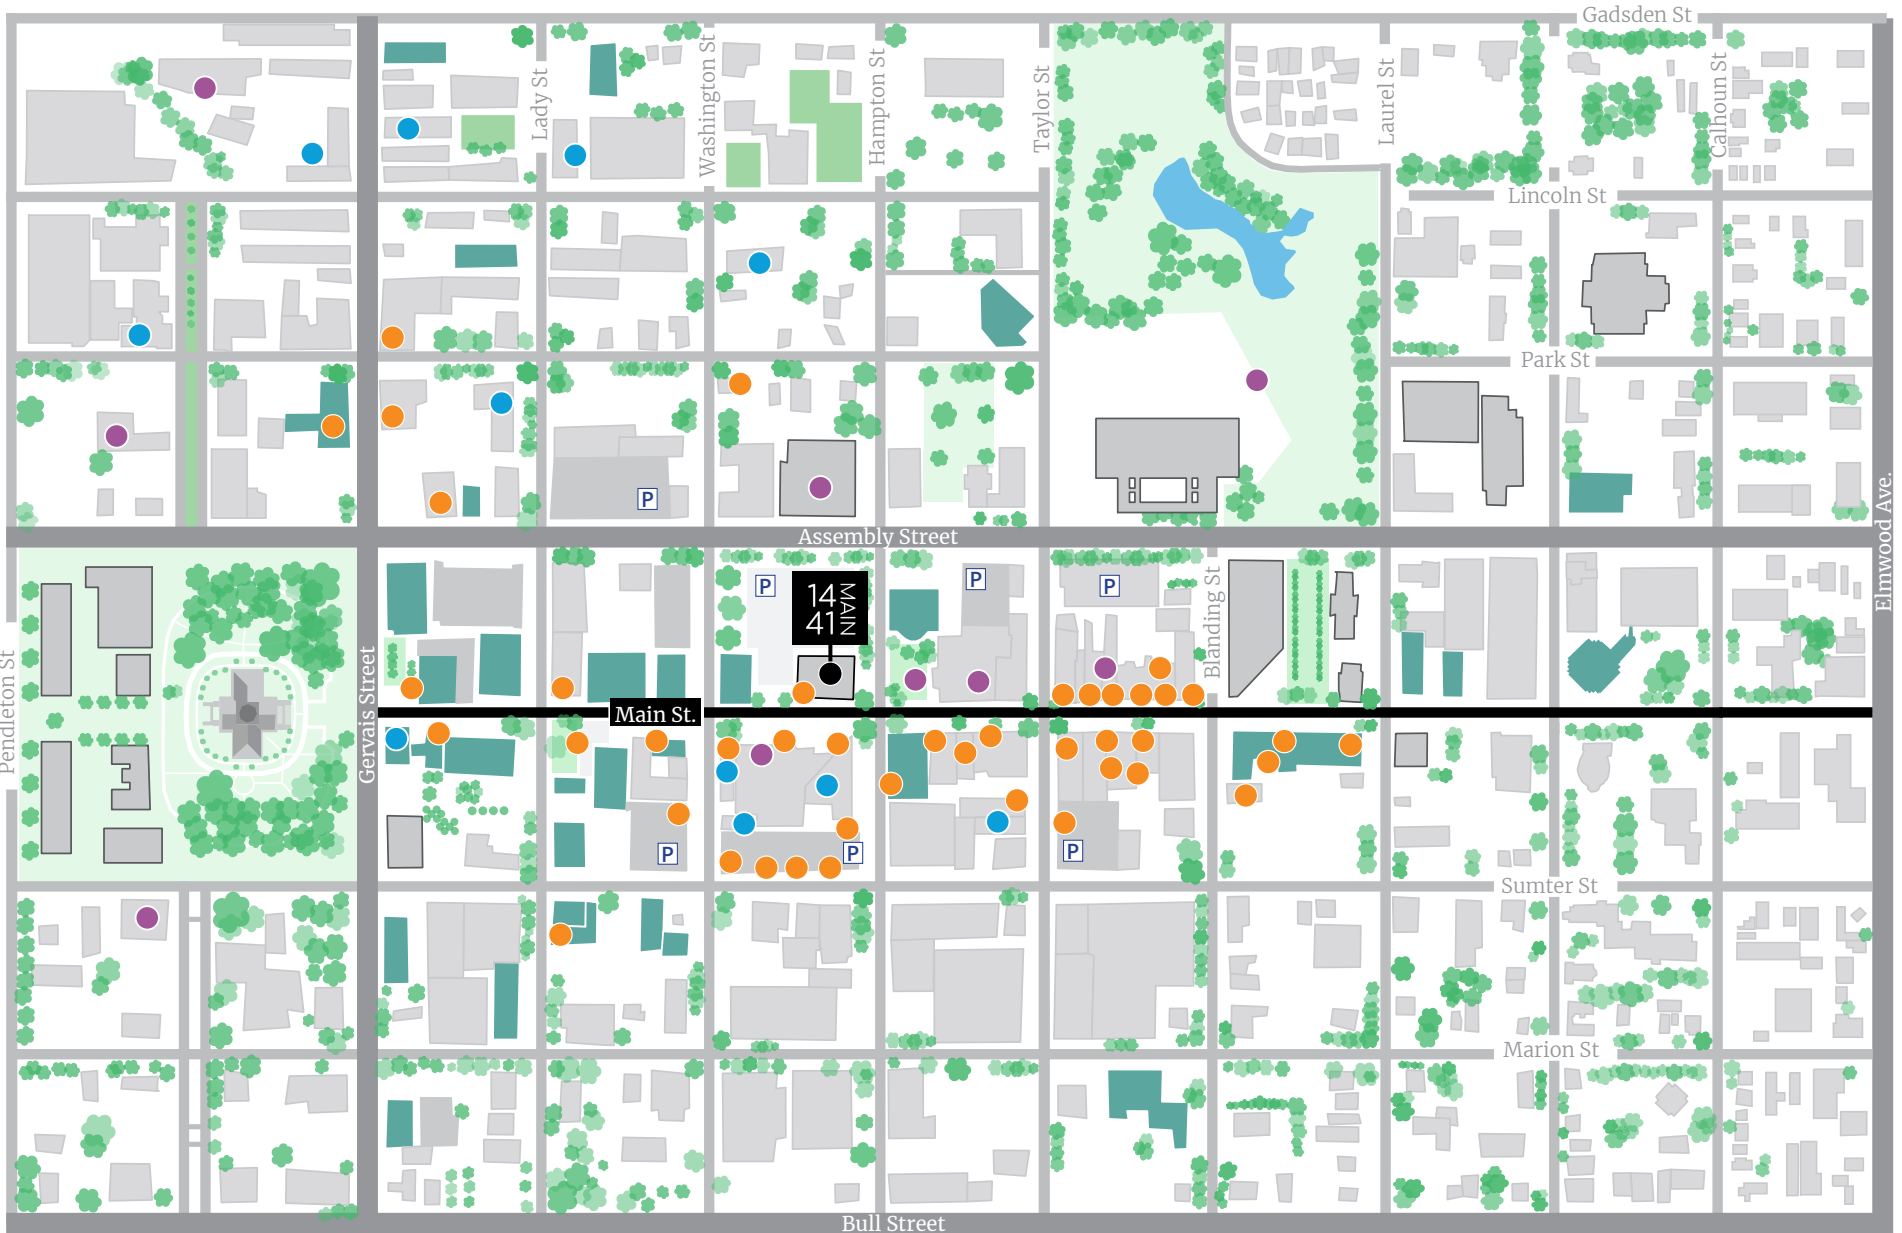 Gadsden St
Lady St
Washington St
Hampton St
Taylor St
Laurel St
Calhoun St
Lincoln St
Park St
P
Assembly Street
Elmwood Ave.
P
P
P
14
41
MAIN
Blanding St
Pendleton St
Gervais Street
Main St.
P
P
P
Sumter St
Marion St
Bull Street